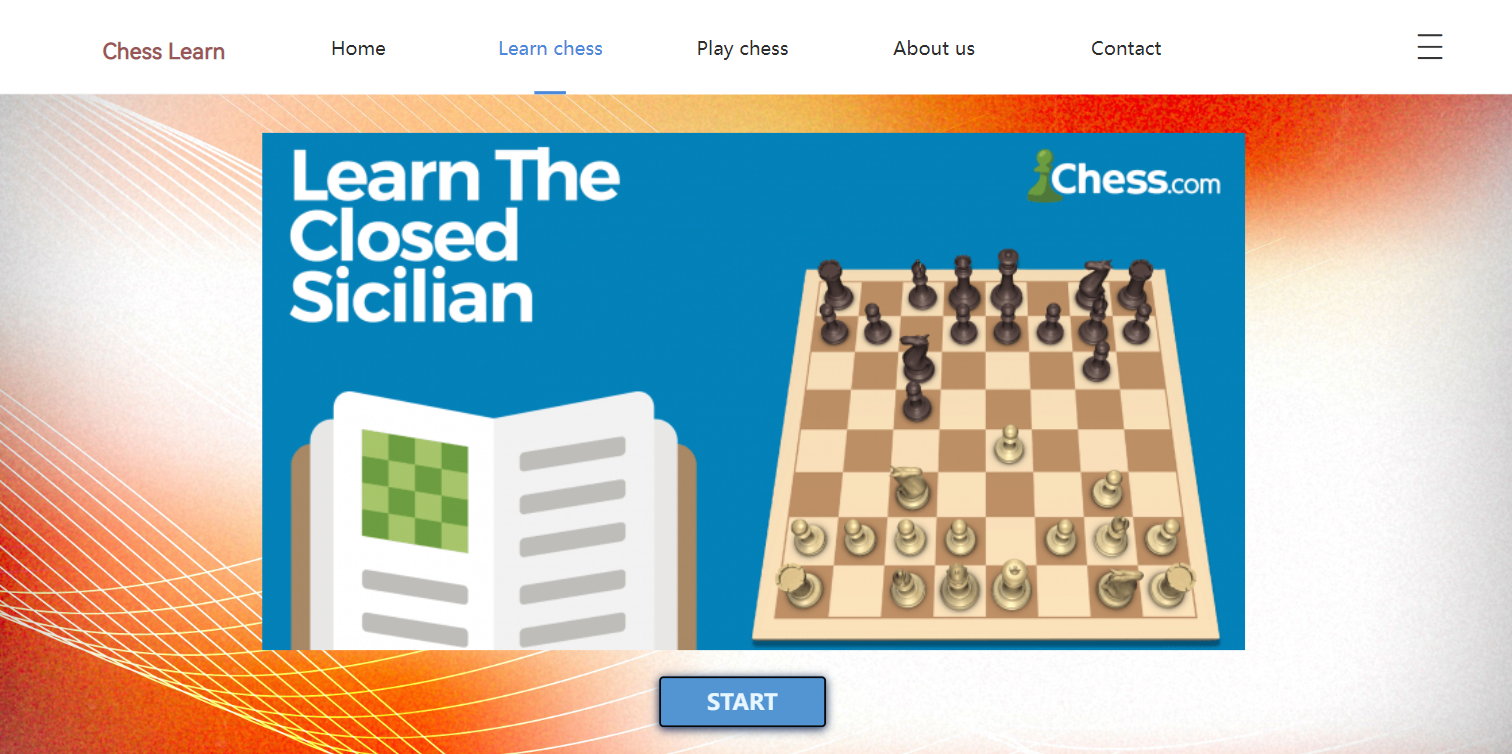 Chess Learn
Home
Learn chess
Play chess
About us
Contact
Learn The
Closed
Sicilian
Chess.com
START